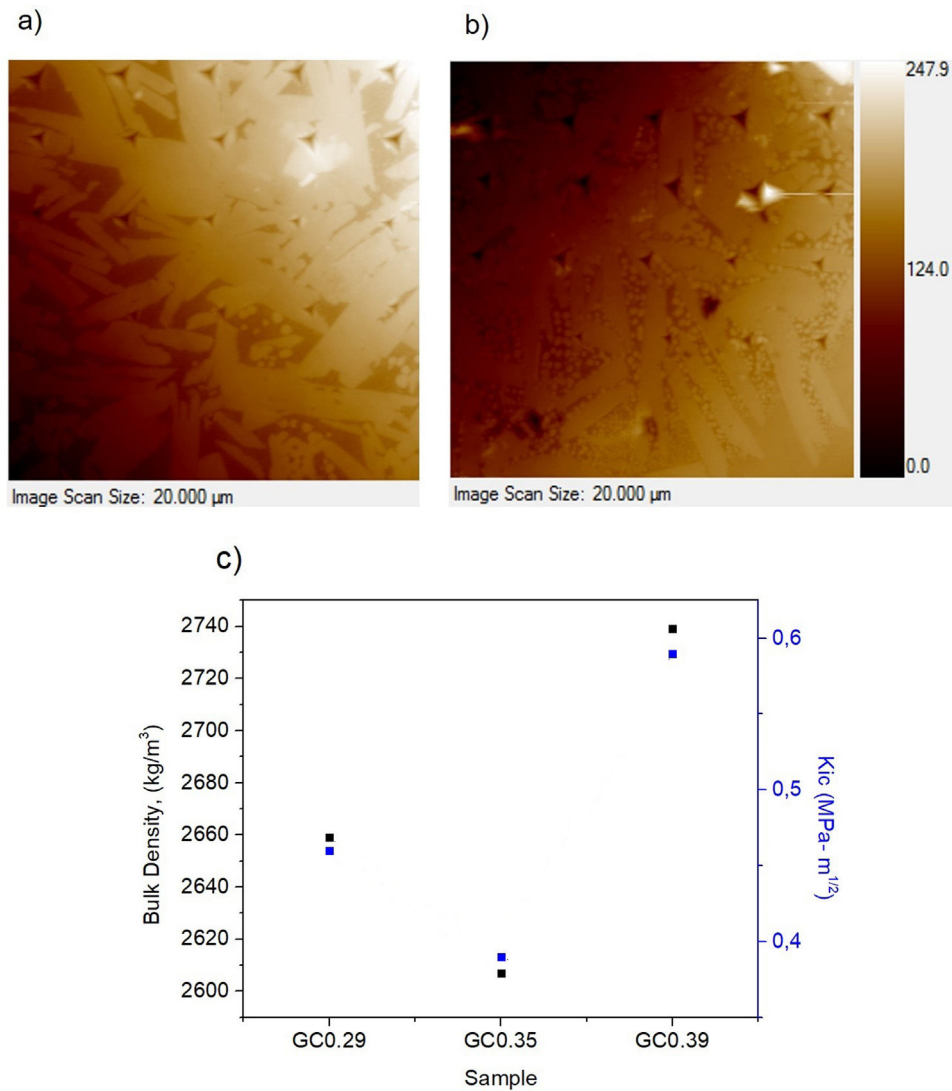 a)
b)
247.9
124.0
0.0
Image Scan Size: 20.000 µm
Image Scan Size: 20.000 µm
c)
2740
2720
2700
2680
2660
2640
2620
2600
Bulk Density, (kg/m³)
0,6
0,5
0,4
Kic (MPa- m^1/2)
GC0.29
GC0.35
GC0.39
Sample